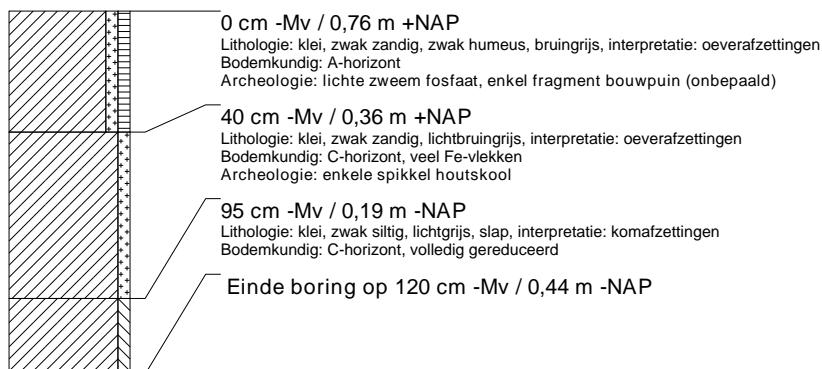 0 cm -Mv / 0,76 m +NAP
Lithologie: klei, zwak zandig, zwak humeus, bruingrijs, interpretatie: oeverafzettingen
Bodemkundig: A-horizont
Archeologie: lichte zweem fosfaat, enkel fragment bouwpuin (onbepaald)
40 cm -Mv / 0,36 m +NAP
Lithologie: klei, zwak zandig, lichtbruingrijs, interpretatie: oeverafzettingen
Bodemkundig: C-horizont, veel Fe-vlekken
Archeologie: enkele spikkel houtskool
95 cm -Mv / 0,19 m -NAP
Lithologie: klei, zwak siltig, lichtgrijs, slap, interpretatie: komafzettingen
Bodemkundig: C-horizont, volledig gereduceerd
Einde boring op 120 cm -Mv / 0,44 m -NAP